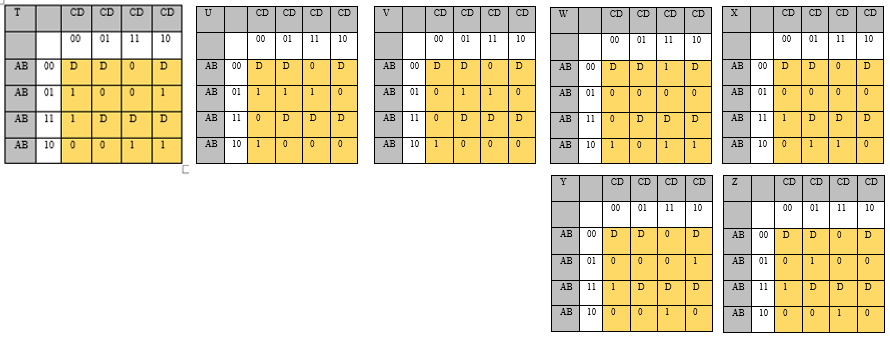 T CD CD CD CD
00 01 11 10
AB 00 D D 0 D
AB 01 1 0 0 1
AB 11 1 D D D
AB 10 0 0 1 1
U CD CD CD CD
00 01 11 10
AB 00 D D 0 D
AB 01 1 1 1 0
AB 11 0 D D D
AB 10 1 0 0 0
V CD CD CD CD
00 01 11 10
AB 00 D D 0 D
AB 01 0 1 1 0
AB 11 0 D D D
AB 10 1 0 0 0
W CD CD CD CD
00 01 11 10
AB 00 D D 1 D
AB 01 0 0 0 0
AB 11 0 D D D
AB 10 1 0 1 1
X CD CD CD CD
00 01 11 10
AB 00 D D 0 D
AB 01 0 0 0 0
AB 11 1 D D D
AB 10 0 1 1 0
Y CD CD CD CD
00 01 11 10
AB 00 D D 0 D
AB 01 0 0 0 1
AB 11 1 D D D
AB 10 0 0 1 0
Z CD CD CD CD
00 01 11 10
AB 00 D D 0 D
AB 01 0 1 0 0
AB 11 1 D D D
AB 10 0 0 1 0